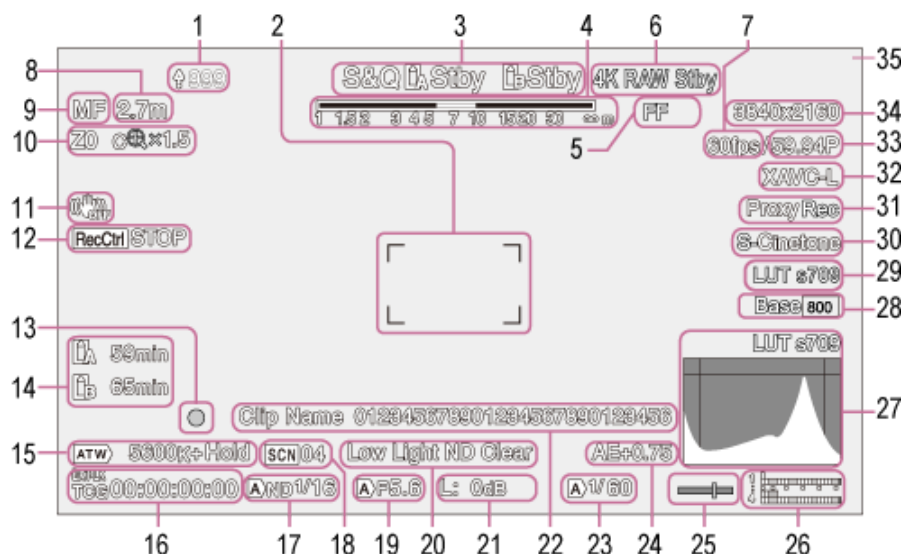 1 2 3 4 6 7
999 S&Q A Stby B Stby 4K RAW Stby 35
8
9 MF 2.7m 1 1.5 2 3 4 5 7 10 15 20 30 ∞ m FF 3840x2160 34
10 Z0 ×1.5 5 60fps/59.94P 33
XAVC-L 32
11 OFF Proxy Rec 31
12 RecCtrl STOP S-Cinetone 30
LUT s709 29
Base 800 28
13 LUT s709
14 A 59min
B 65min 27
Clip Name 012345678901234567890123456
15 ATW 5600K+Hold SCN 04 Low Light ND Clear AE+0.75
TCG 00:00:00:00 A ND1/16 A F5.6 L: 0dB A 1/60 1 2 3 4
16 17 18 19 20 21 22 23 24 25 26